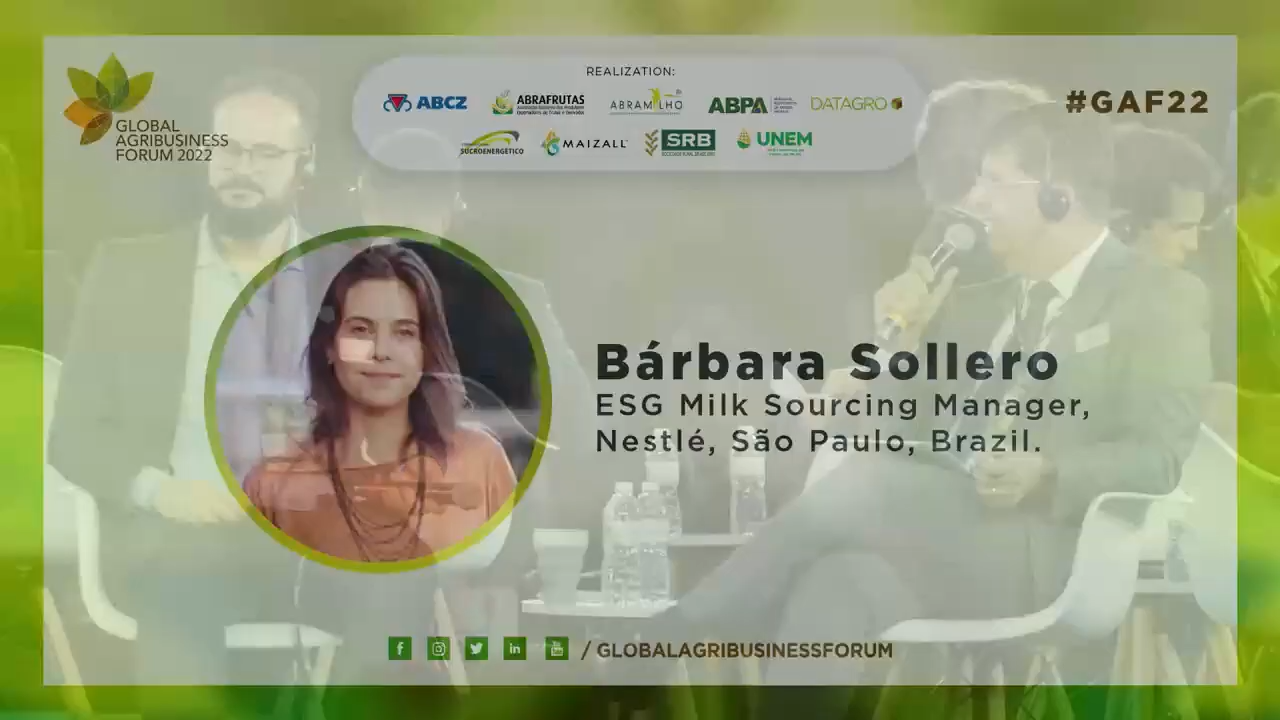 GLOBAL
AGRIBUSINESS
FORUM 2022
REALIZATION:
ABCZ
ABRAFRUTAS
ABRAMILHO
ABPA
DATAGRO
SUCROENERGÉTICO
MAIZALL
SRB
UNEM
#GAF22
Bárbara Sollero
ESG Milk Sourcing Manager,
Nestlé, São Paulo, Brazil.
/ GLOBALAGRIBUSINESSFORUM